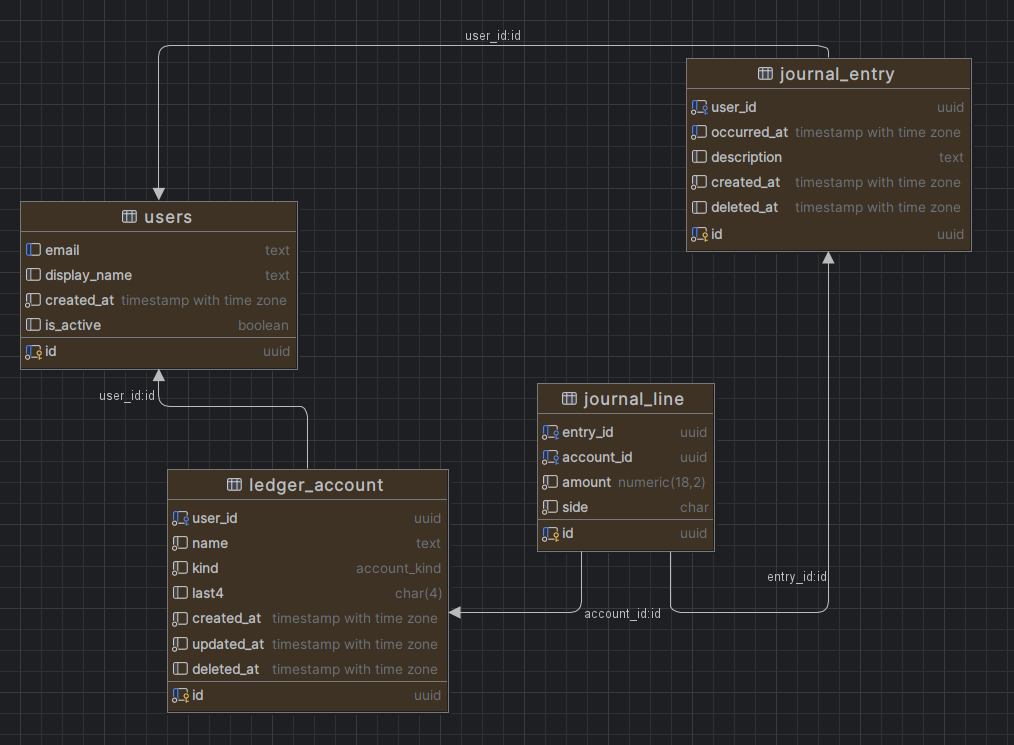 user_id:id
journal_entry
user_id uuid
occurred_at timestamp with time zone
description text
created_at timestamp with time zone
deleted_at timestamp with time zone
id uuid
users
email text
display_name text
created_at timestamp with time zone
is_active boolean
id uuid
user_id:id
journal_line
entry_id uuid
account_id uuid
amount numeric(18,2)
side char
id uuid
ledger_account
user_id uuid
name text
kind account_kind
last4 char(4)
created_at timestamp with time zone
updated_at timestamp with time zone
deleted_at timestamp with time zone
id uuid
entry_id:id
account_id:id